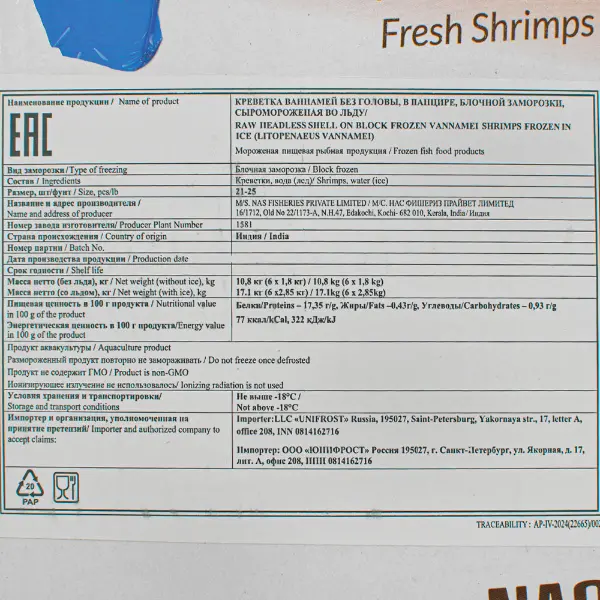 Fresh Shrimps
Наименование продукции / Name of product
EAC
КРЕВЕТКА ВАННАМЕЙ БЕЗ ГОЛОВЫ, В ПАНЦИРЕ, БЛОЧНОЙ ЗАМОРОЗКИ,
СЫРОМОРОЖЕНАЯ ВО ЛЬДУ/
RAW HEADLESS SHELL ON BLOCK FROZEN VANNAMEI SHRIMPS FROZEN IN
ICE (LITOPENAEUS VANNAMEI)
Мороженая пищевая рыбная продукция / Frozen fish food products
Вид заморозки/Type of freezing
Блочная заморозка / Block frozen
Состав / Ingredients
Креветки, вода (лед)/ Shrimps, water (ice)
Размер, шт/фунт / Size, pcs/lb
21-25
Название и адрес производителя /
Name and address of producer
M/S. NAS FISHERIES PRIVATE LIMITED / М/С. НАС ФИШЕРИЗ ПРАЙВЕТ ЛИМИТЕД
16/1712, Old No 22/1173-A, N.H.47, Edakochi, Kochi- 682 010, Kerala, India / Индия
Номер завода изготовителя/ Producer Plant Number
1581
Страна происхождения / Country of origin
Индия / India
Номер партии / Batch No.
Дата производства продукции / Production date
Срок годности / Shelf life
Масса нетто (без льда), кг / Net weight (without ice), kg
10,8 кг (6 x 1,8 кг) / 10,8 kg (6 x 1,8 kg)
Масса нетто (со льдом), кг / Net weight (with ice), kg
17.1 кг (6 x2,85 кг) / 17.1kg (6 x 2,85kg)
Пищевая ценность в 100 г продукта / Nutritional value
in 100 g of the product
Белки/Proteins – 17,35 г/g, Жиры/Fats –0,43г/g, Углеводы/Carbohydrates – 0,93 г/g
Энергетическая ценность в 100 г продукта/Energy value
in 100 g of the product
77 ккал/kCal, 322 кДж/kJ
Продукт аквакультуры / Aquaculture product
Размороженный продукт повторно не замораживать / Do not freeze once defrosted
Продукт не содержит ГМО / Product is non-GMO
Ионизирующее излучение не использовалось/ Ionizing radiation is not used
Условия хранения и транспортировки/
Storage and transport conditions
Не выше -18°С /
Not above -18°C
Импортер и организация, уполномоченная на
принятие претензий/ Importer and authorized company to
accept claims:
Importer:LLC «UNIFROST» Russia, 195027, Saint-Petersburg, Yakornaya str., 17, letter A,
office 208, INN 0814162716
Импортер: ООО «ЮНИФРОСТ» Россия 195027, г. Санкт-Петербург, ул. Якорная, д. 17,
лит. А, офис 208, ИНН 0814162716
20
PAP
TRACEABILITY : AP-IV-2024(22665)/002